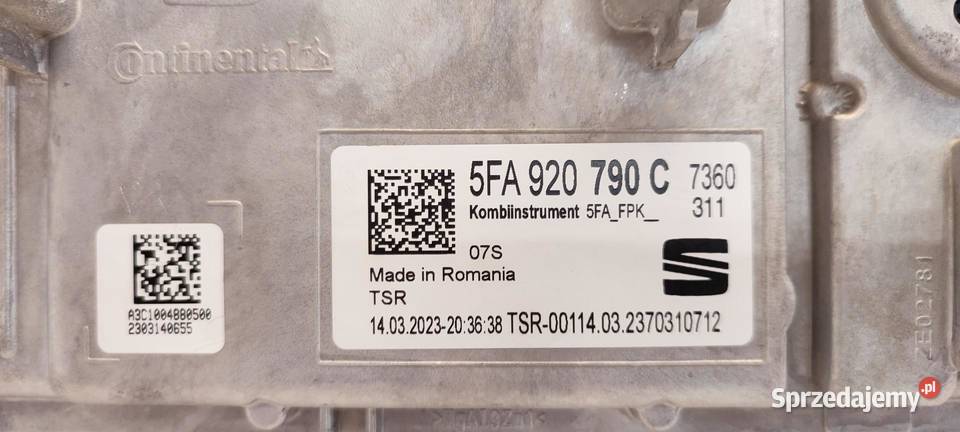 Continental
5FA 920 790 C 7360
Kombiinstrument 5FA_FPK__ 311
07S
Made in Romania
TSR
14.03.2023-20:36:38 TSR-00114.03.2370310712
A3C1004880500
2303140655
2E02781
Sprzedajemy.pl